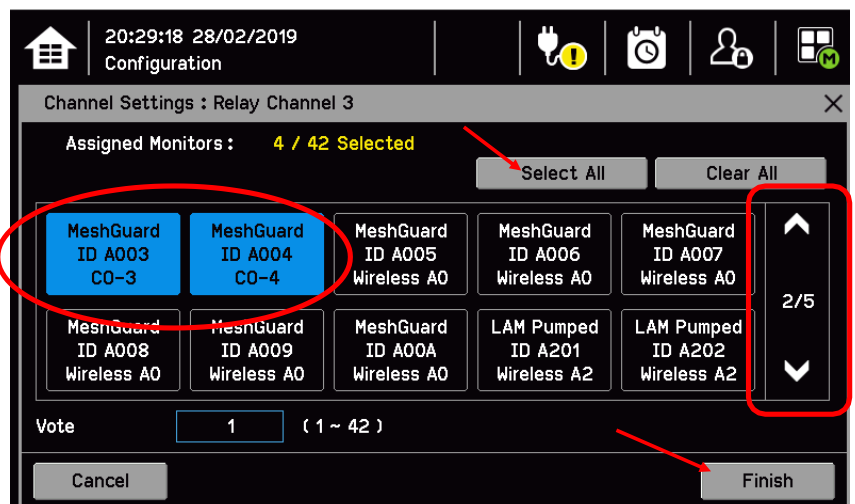 20:29:18 28/02/2019
Configuration
M
Channel Settings : Relay Channel 3
Assigned Monitors : 4 / 42 Selected
Select All
Clear All
MeshGuard
ID A003
CO-3
MeshGuard
ID A004
CO-4
MeshGuard
ID A005
Wireless A0
MeshGuard
ID A006
Wireless A0
MeshGuard
ID A007
Wireless A0
2/5
MeshGuard
ID A008
Wireless A0
MeshGuard
ID A009
Wireless A0
MeshGuard
ID A00A
Wireless A0
LAM Pumped
ID A201
Wireless A2
LAM Pumped
ID A202
Wireless A2
Vote 1 ( 1 ~ 42 )
Cancel
Finish